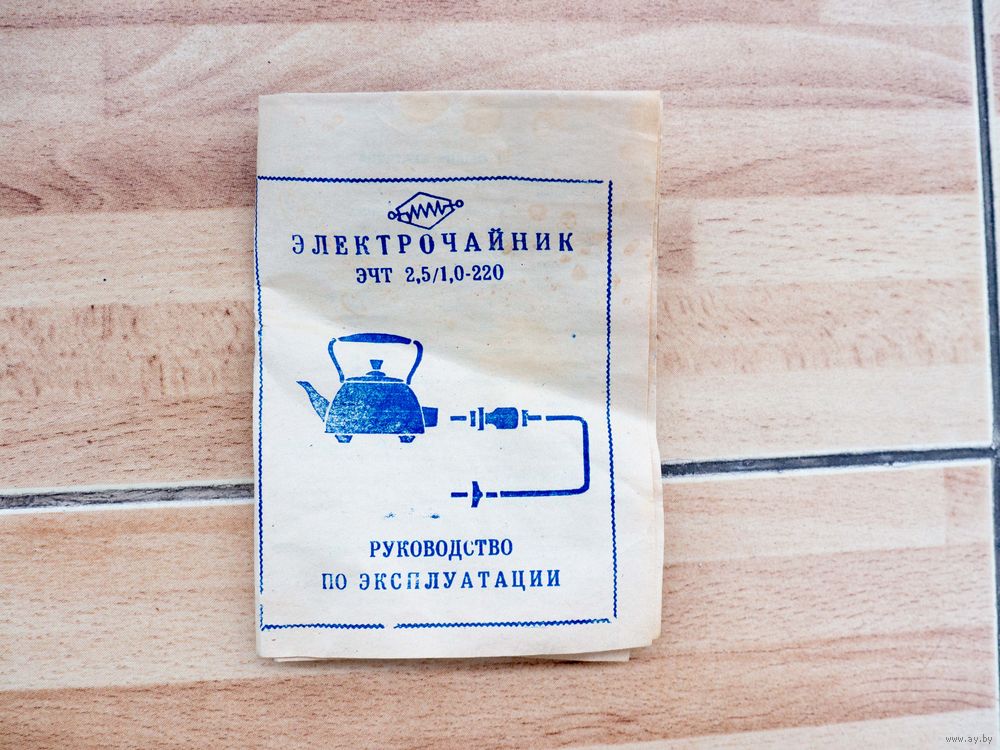 ЭЛЕКТРОЧАЙНИК
ЭЧТ 2,5/1,0-220
РУКОВОДСТВО
ПО ЭКСПЛУАТАЦИИ
www.ay.by